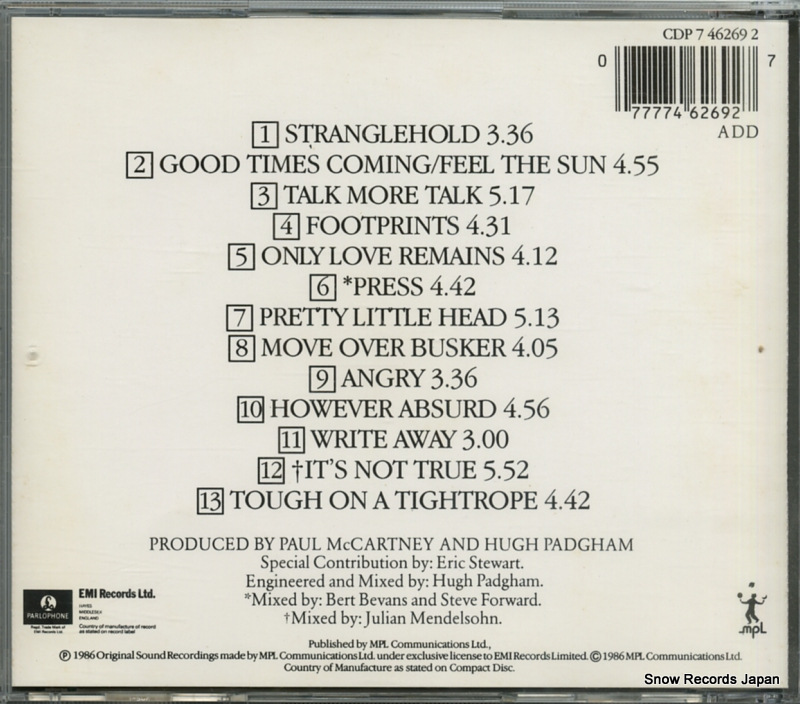 CDP 7 46269 2
0 7
77774 62692
ADD
1 STRANGLEHOLD 3.36
2 GOOD TIMES COMING/FEEL THE SUN 4.55
3 TALK MORE TALK 5.17
4 FOOTPRINTS 4.31
5 ONLY LOVE REMAINS 4.12
6 *PRESS 4.42
7 PRETTY LITTLE HEAD 5.13
8 MOVE OVER BUSKER 4.05
9 ANGRY 3.36
10 HOWEVER ABSURD 4.56
11 WRITE AWAY 3.00
12 †IT'S NOT TRUE 5.52
13 TOUGH ON A TIGHTROPE 4.42
PRODUCED BY PAUL McCARTNEY AND HUGH PADGHAM
Special Contribution by: Eric Stewart.
Engineered and Mixed by: Hugh Padgham.
*Mixed by: Bert Bevans and Steve Forward.
†Mixed by: Julian Mendelsohn.
PARLOPHONE
Regd. Trade Mark of
EMI Records Ltd.
EMI Records Ltd.
HAYES
MIDDLESEX
ENGLAND
Country of manufacture of record
as stated on record label
mpL
Published by MPL Communications Ltd.,
℗ 1986 Original Sound Recordings made by MPL Communications Ltd. under exclusive license to EMI Records Limited. © 1986 MPL Communications Ltd.
Country of Manufacture as stated on Compact Disc.
Snow Records Japan